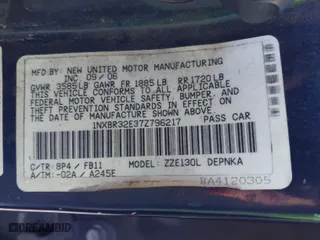 MFD. BY: NEW UNITED MOTOR MANUFACTURING
INC. 09/06
GVWR 3585LB GAWR FR 1885LB RR 1720LB
THIS VEHICLE CONFORMS TO ALL APPLICABLE
FEDERAL MOTOR VEHICLE SAFETY, BUMPER, AND
THEFT PREVENTION STANDARDS IN EFFECT ON
THE DATE OF MANUFACTURE SHOWN ABOVE.
1NXBR32E37Z796217 PASS CAR
C/TR: 8P4 / FB11 MODEL: ZZE130L DEPNKA
A/TM: -02A / A245E
#A4120305